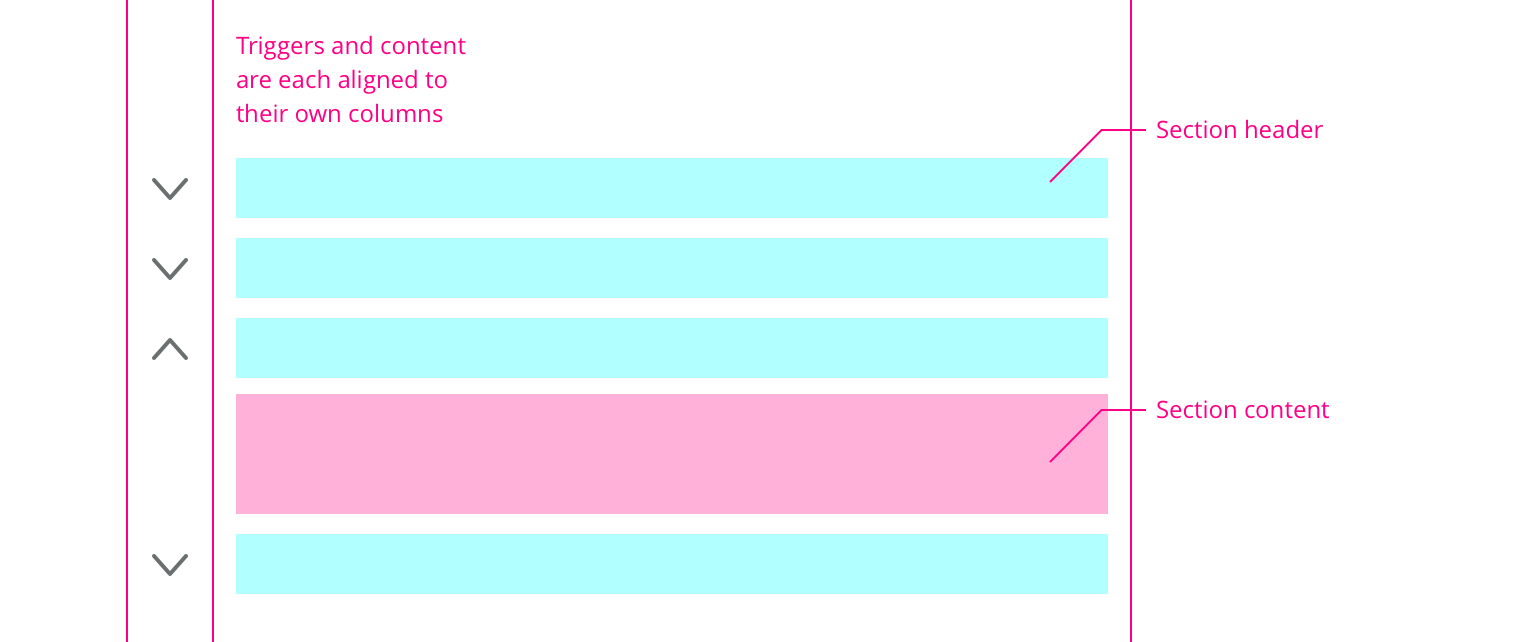 Triggers and content
are each aligned to
their own columns
Section header
Section content